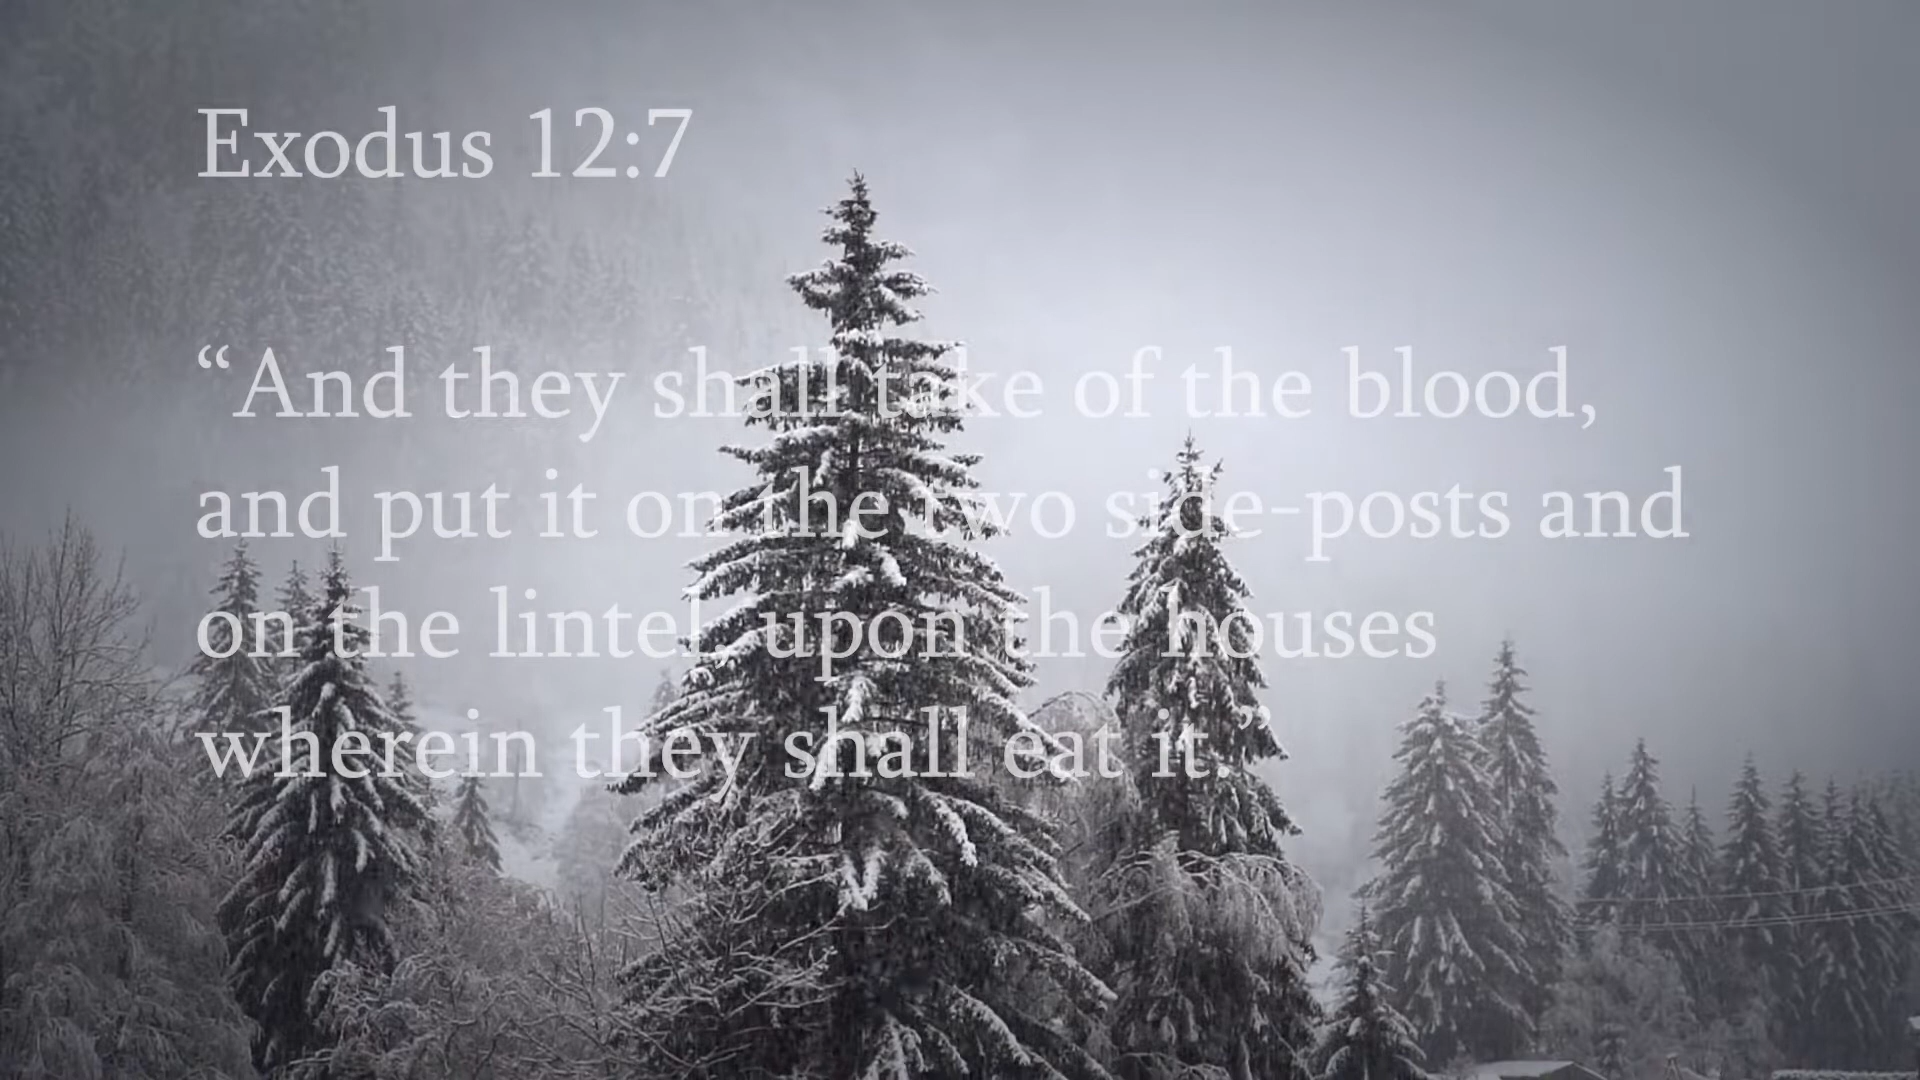 Exodus 12:7
“And they shall take of the blood,
and put it on the two side-posts and
on the lintel, upon the houses
wherein they shall eat it.”